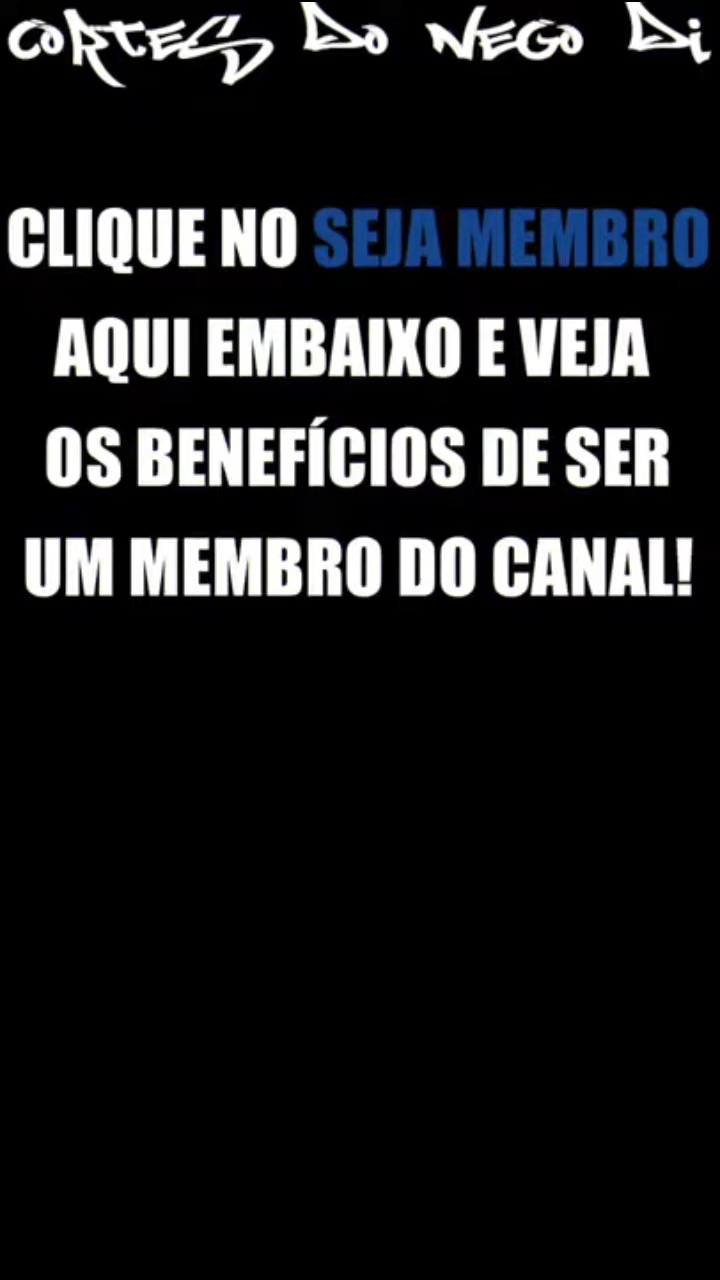 CORTES DO NEGO Di
CLIQUE NO SEJA MEMBRO
AQUI EMBAIXO E VEJA
OS BENEFÍCIOS DE SER
UM MEMBRO DO CANAL!